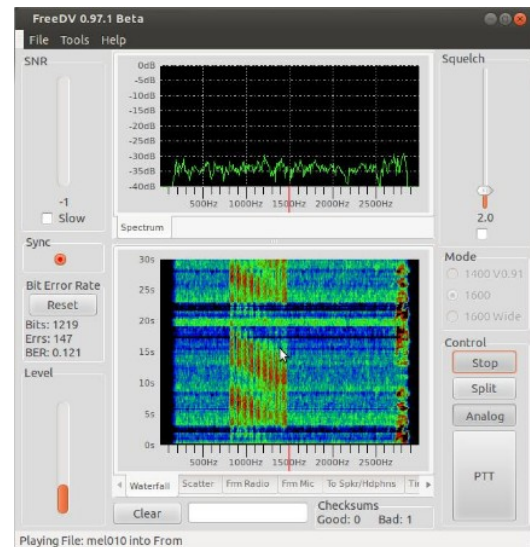 FreeDV 0.97.1 Beta
File Tools Help
SNR
-1
Slow
Sync
Bit Error Rate
Reset
Bits: 1219
Errs: 147
BER: 0.121
Level
0dB
-5dB
-10dB
-15dB
-20dB
-25dB
-30dB
-35dB
-40dB
500Hz 1000Hz 1500Hz 2000Hz 2500Hz
Spectrum
30s
25s
20s
15s
10s
5s
0s
500Hz 1000Hz 1500Hz 2000Hz 2500Hz
Waterfall Scatter Frm Radio Frm Mic To Spkr/Hdphns
Clear
Checksums
Good: 0 Bad: 1
Squelch
2.0
Mode
1400 V0.91
1600
1600 Wide
Control
Stop
Split
Analog
PTT
Playing File: mel010 into From